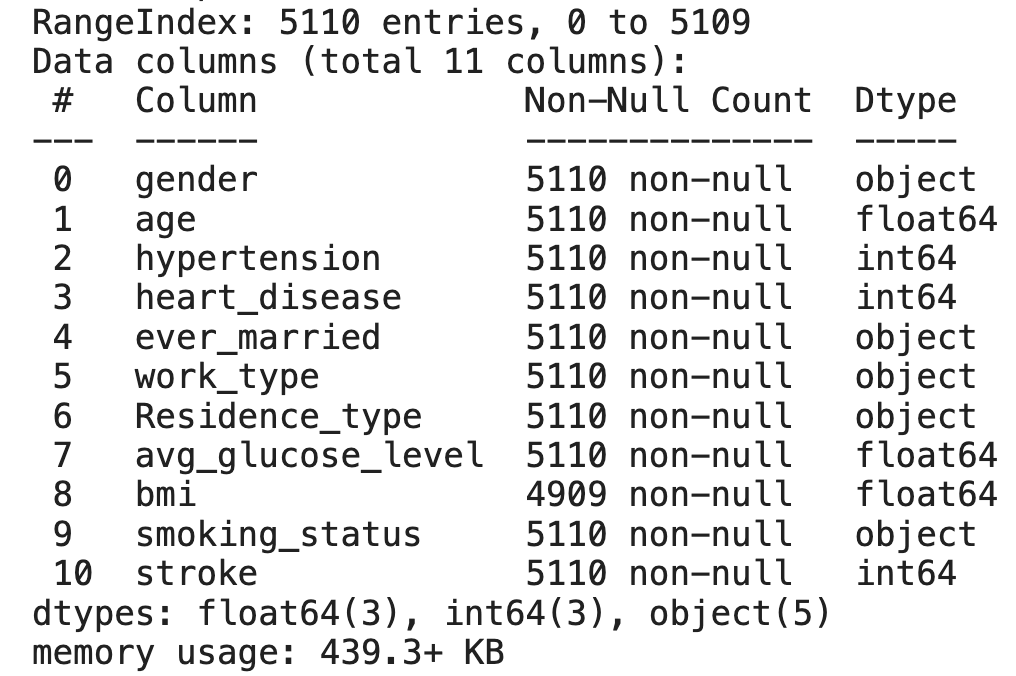 RangeIndex: 5110 entries, 0 to 5109
Data columns (total 11 columns):
 #   Column             Non-Null Count  Dtype
---  ------             --------------  -----
 0   gender             5110 non-null   object
 1   age                5110 non-null   float64
 2   hypertension       5110 non-null   int64
 3   heart_disease      5110 non-null   int64
 4   ever_married       5110 non-null   object
 5   work_type          5110 non-null   object
 6   Residence_type     5110 non-null   object
 7   avg_glucose_level  5110 non-null   float64
 8   bmi                4909 non-null   float64
 9   smoking_status     5110 non-null   object
 10  stroke             5110 non-null   int64
dtypes: float64(3), int64(3), object(5)
memory usage: 439.3+ KB